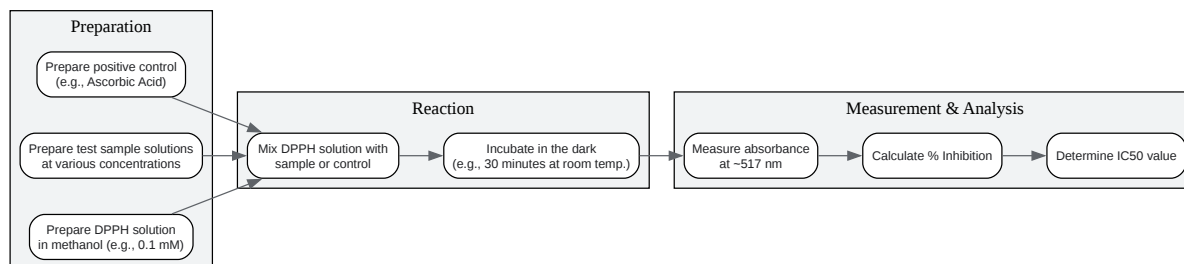 Preparation
Prepare positive control
(e.g., Ascorbic Acid)
Prepare test sample solutions
at various concentrations
Prepare DPPH solution
in methanol (e.g., 0.1 mM)
Reaction
Mix DPPH solution with
sample or control
Incubate in the dark
(e.g., 30 minutes at room temp.)
Measurement & Analysis
Measure absorbance
at ~517 nm
Calculate % Inhibition
Determine IC50 value